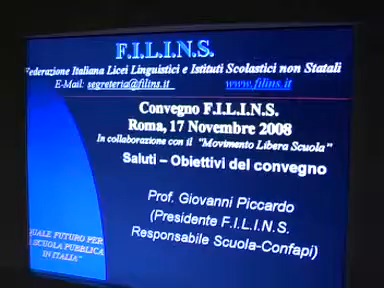 F.I.L.I.N.S.
Federazione Italiana Licei Linguistici e Istituti Scolastici non Statali
E-Mail: segreteria@filins.it www.filins.it
Convegno F.I.L.I.N.S.
Roma, 17 Novembre 2008
In collaborazione con il "Movimento Libera Scuola"
Saluti – Obiettivi del convegno
Prof. Giovanni Piccardo
(Presidente F.I.L.I.N.S.
Responsabile Scuola-Confapi)
QUALE FUTURO PER
SCUOLA PUBBLICA
IN ITALIA"